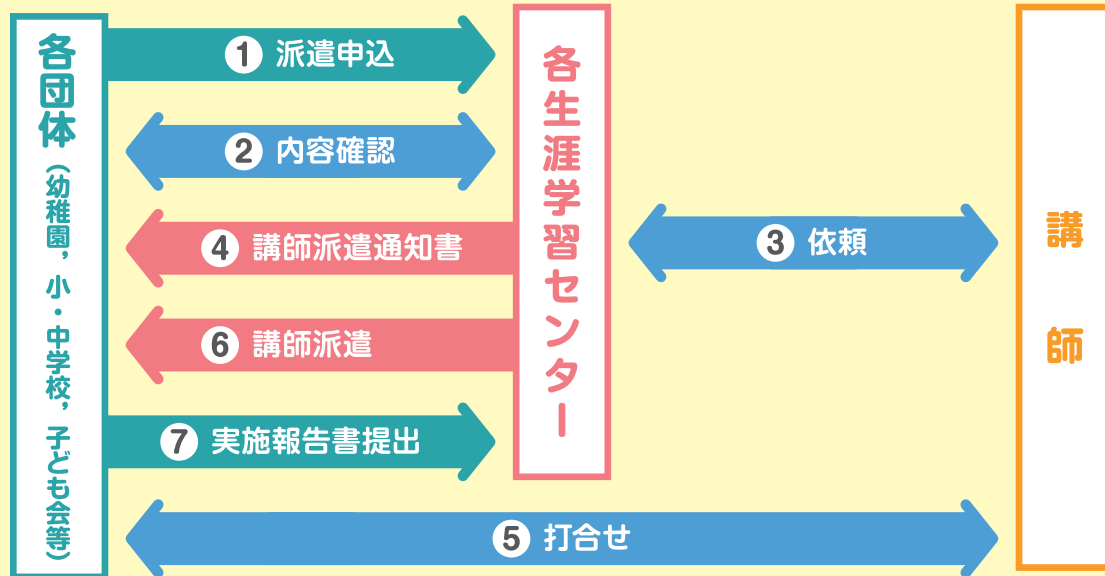 各団体
（幼稚園，小・中学校，子ども会等）
① 派遣申込
② 内容確認
④ 講師派遣通知書
⑥ 講師派遣
⑦ 実施報告書提出
各生涯学習センター
③ 依頼
⑤ 打合せ
講師